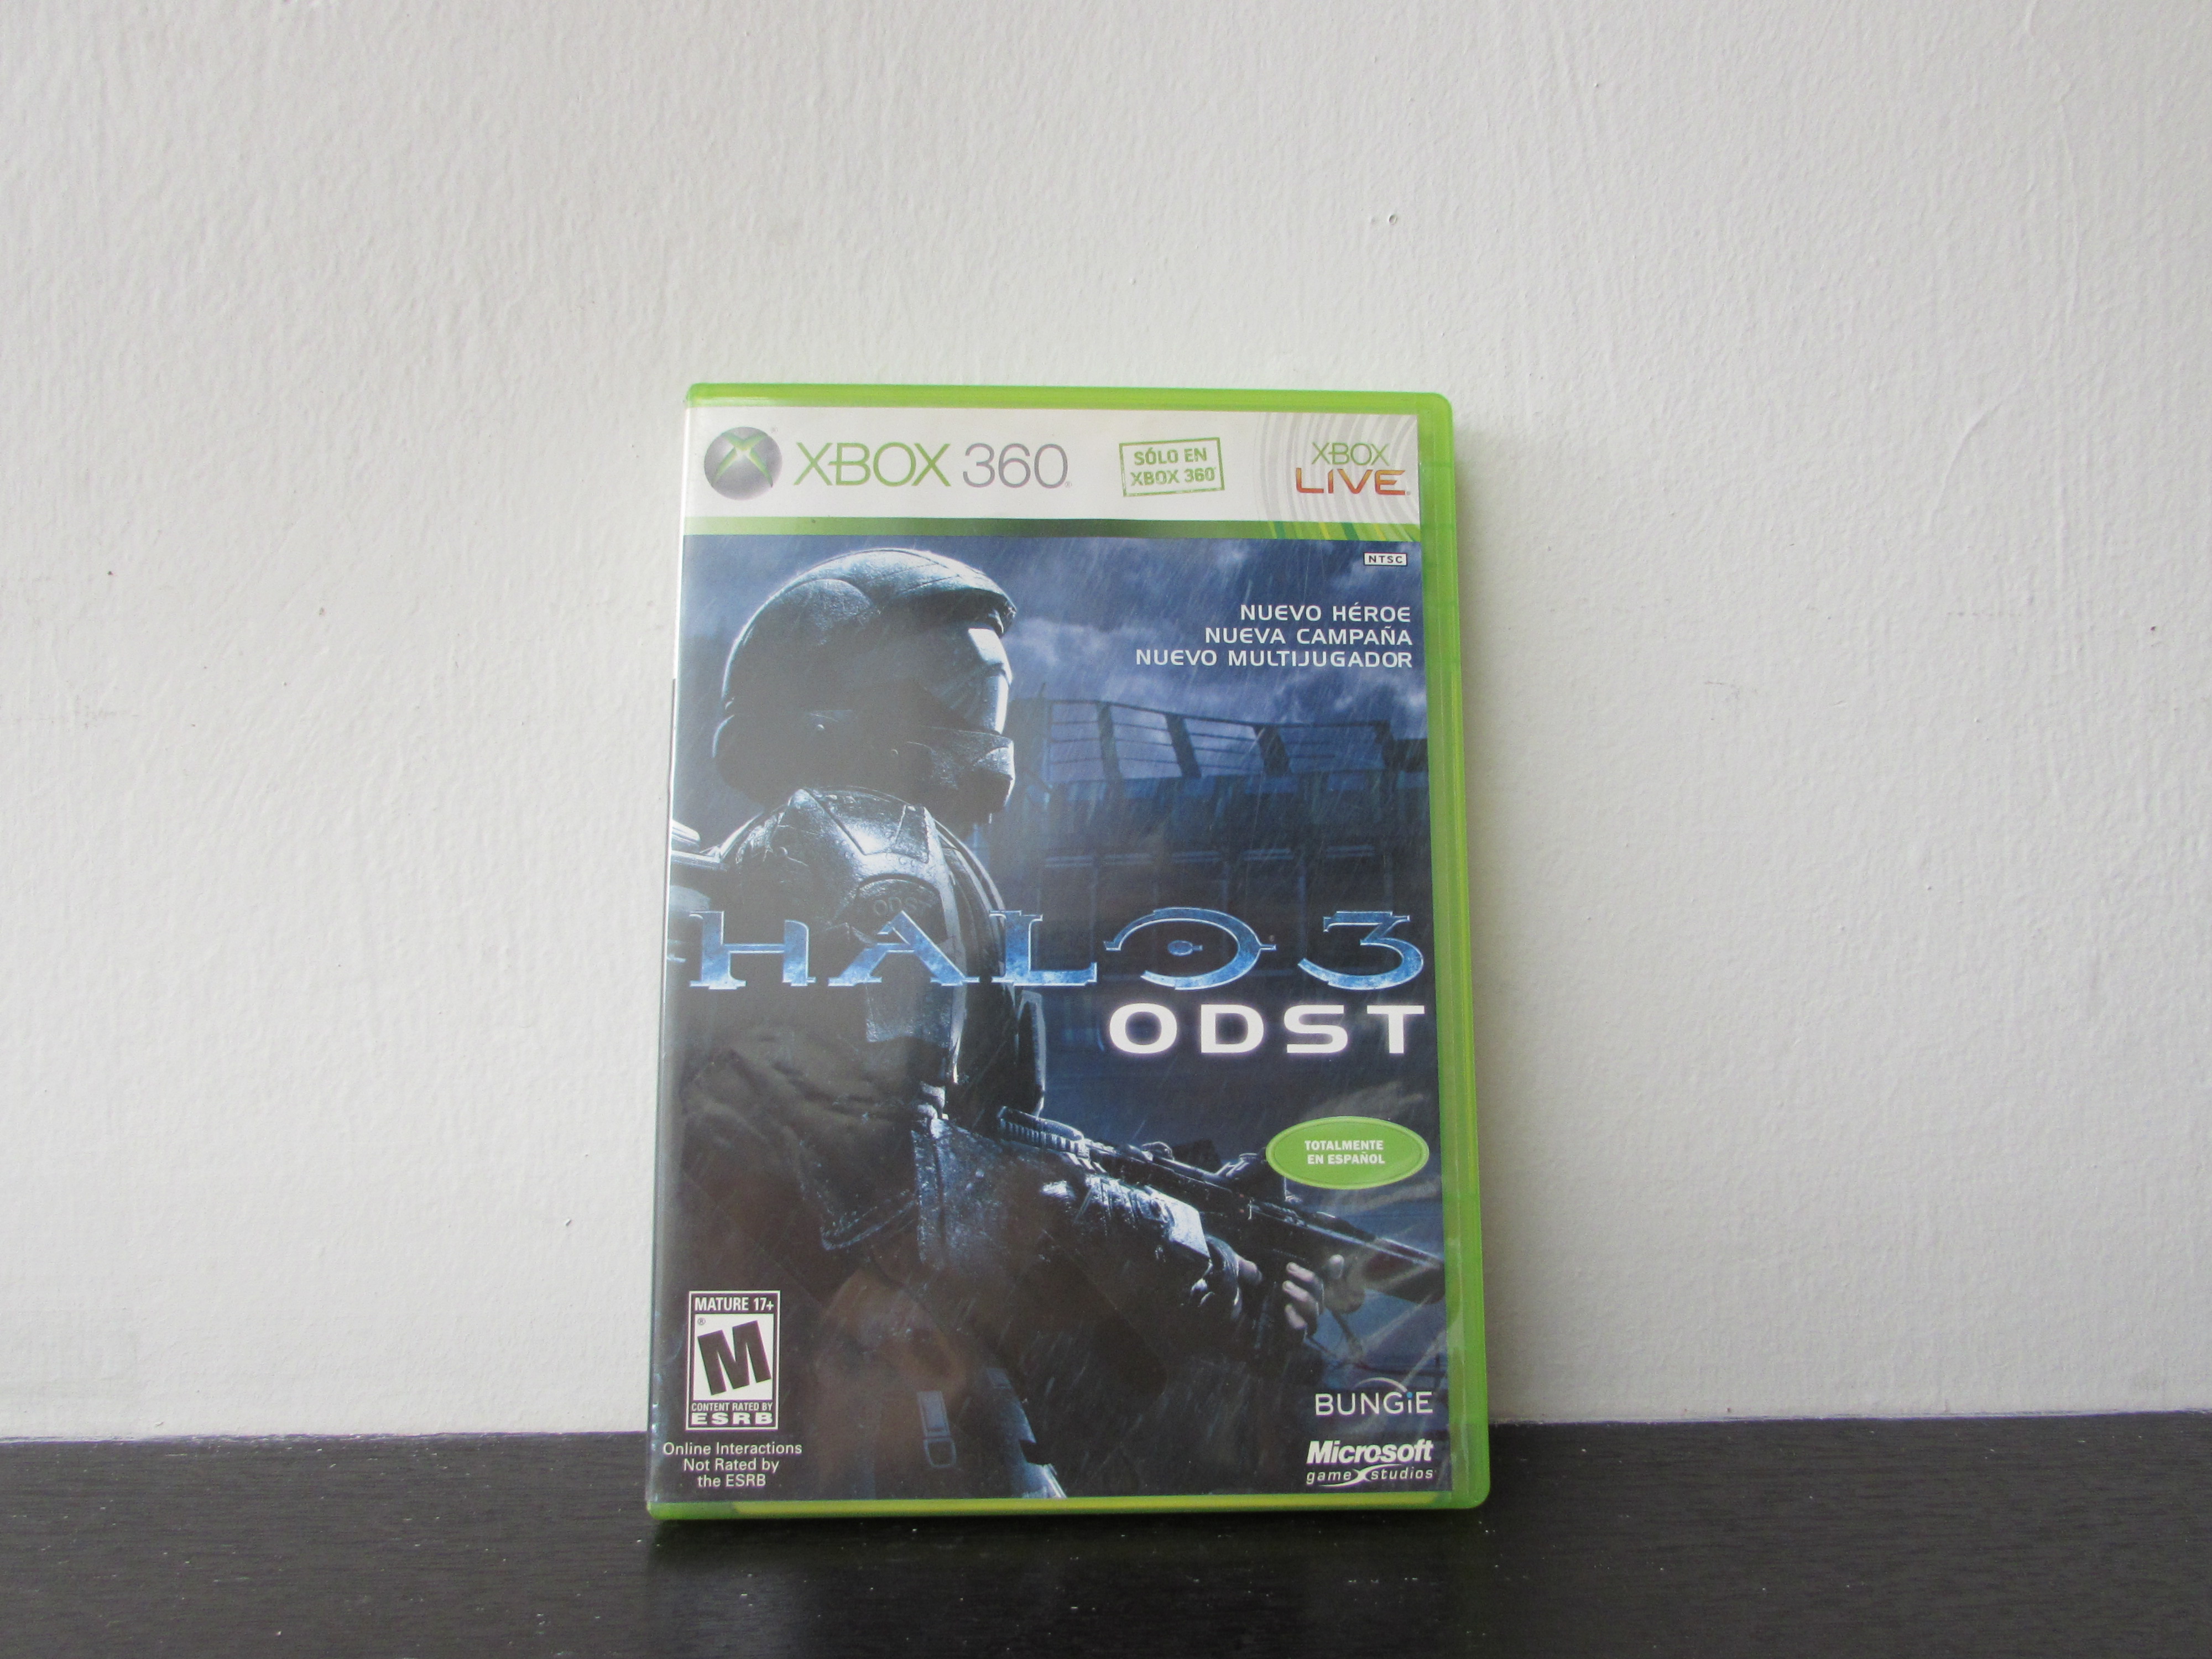 XBOX 360
SÓLO EN
XBOX 360
XBOX
LIVE
NTSC
NUEVO HÉROE
NUEVA CAMPAÑA
NUEVO MULTIJUGADOR
ODST
HALO 3
ODST
TOTALMENTE
EN ESPAÑOL
MATURE 17+
M
CONTENT RATED BY
ESRB
Online Interactions
Not Rated by
the ESRB
BUNGiE
Microsoft
game studios